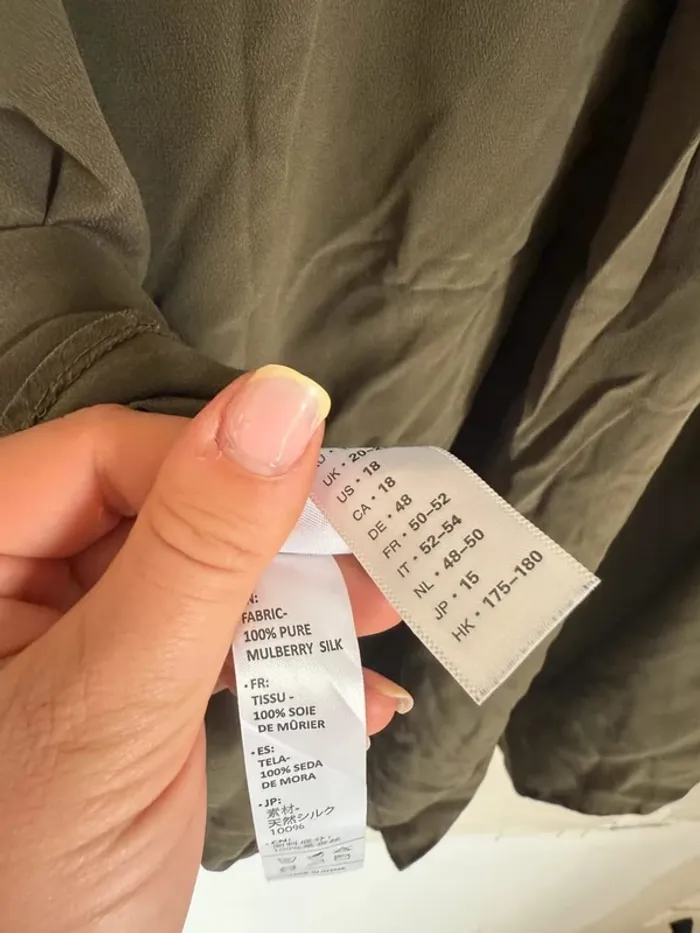 UK • 20-
US • 18
CA • 18
DE • 48
FR • 50–52
IT • 52–54
NL • 48–50
JP • 15
HK • 175–180
FABRIC-
100% PURE
MULBERRY SILK
• FR:
TISSU -
100% SOIE
DE MÛRIER
• ES:
TELA-
100% SEDA
DE MORA
• JP:
素材-
天然シルク
100%